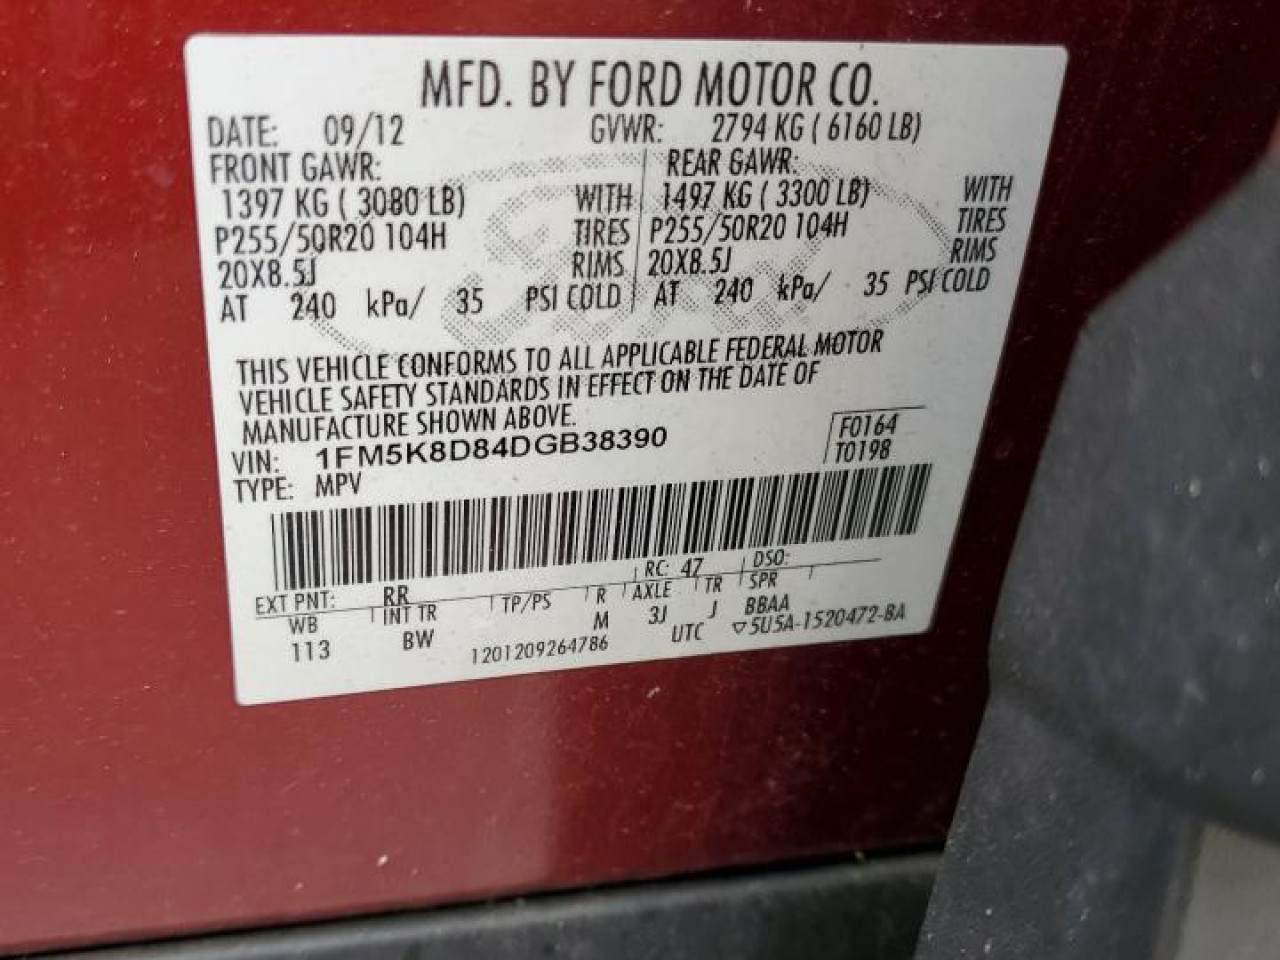 MFD. BY FORD MOTOR CO.
DATE: 09/12 GVWR: 2794 KG ( 6160 LB)
FRONT GAWR: REAR GAWR:
1397 KG ( 3080 LB) WITH 1497 KG ( 3300 LB) WITH
P255/50R20 104H TIRES P255/50R20 104H TIRES
20X8.5J RIMS 20X8.5J RIMS
AT 240 kPa/ 35 PSI COLD AT 240 kPa/ 35 PSI COLD
THIS VEHICLE CONFORMS TO ALL APPLICABLE FEDERAL MOTOR
VEHICLE SAFETY STANDARDS IN EFFECT ON THE DATE OF
MANUFACTURE SHOWN ABOVE.
VIN: 1FM5K8D84DGB38390 F0164
TYPE: MPV T0198
EXT PNT: RR RC: 47 DSO:
WB INT TR TP/PS R AXLE TR SPR
113 BW M 3J J BBAA
1201209264786 UTC ▽5U5A-1520472-BA